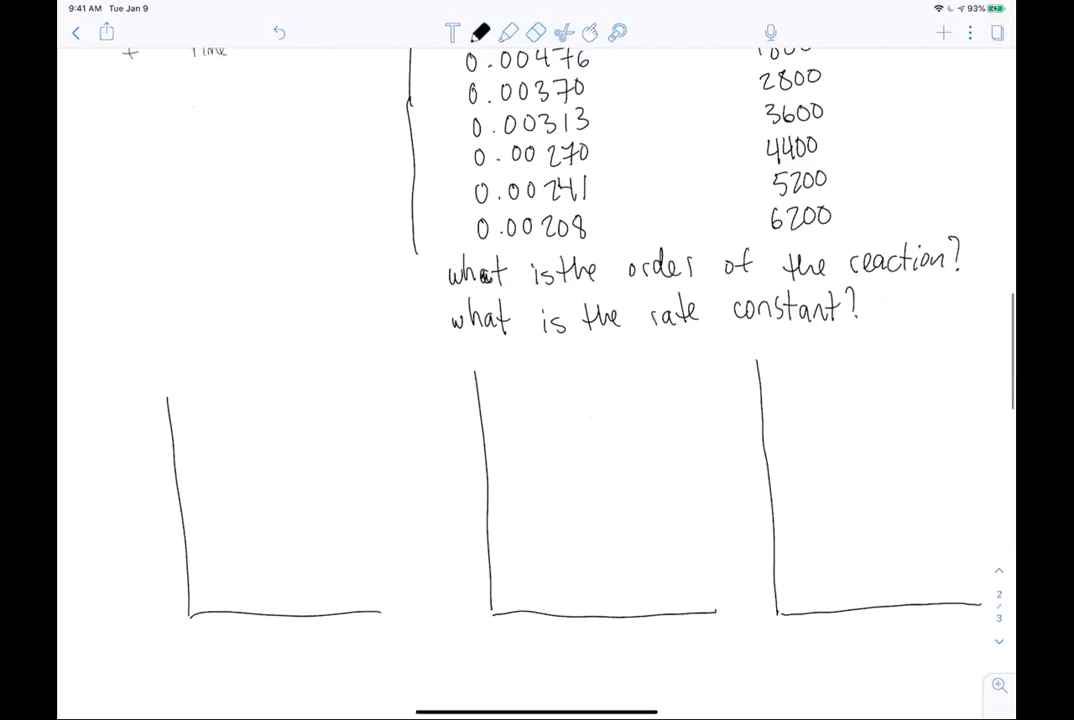 9:41 AM Tue Jan 9
93%
T
+ Time
0.00476 1800
0.00370 2800
0.00313 3600
0.00270 4400
0.00241 5200
0.00208 6200
what is the order of the reaction?
what is the rate constant?
2
/
3